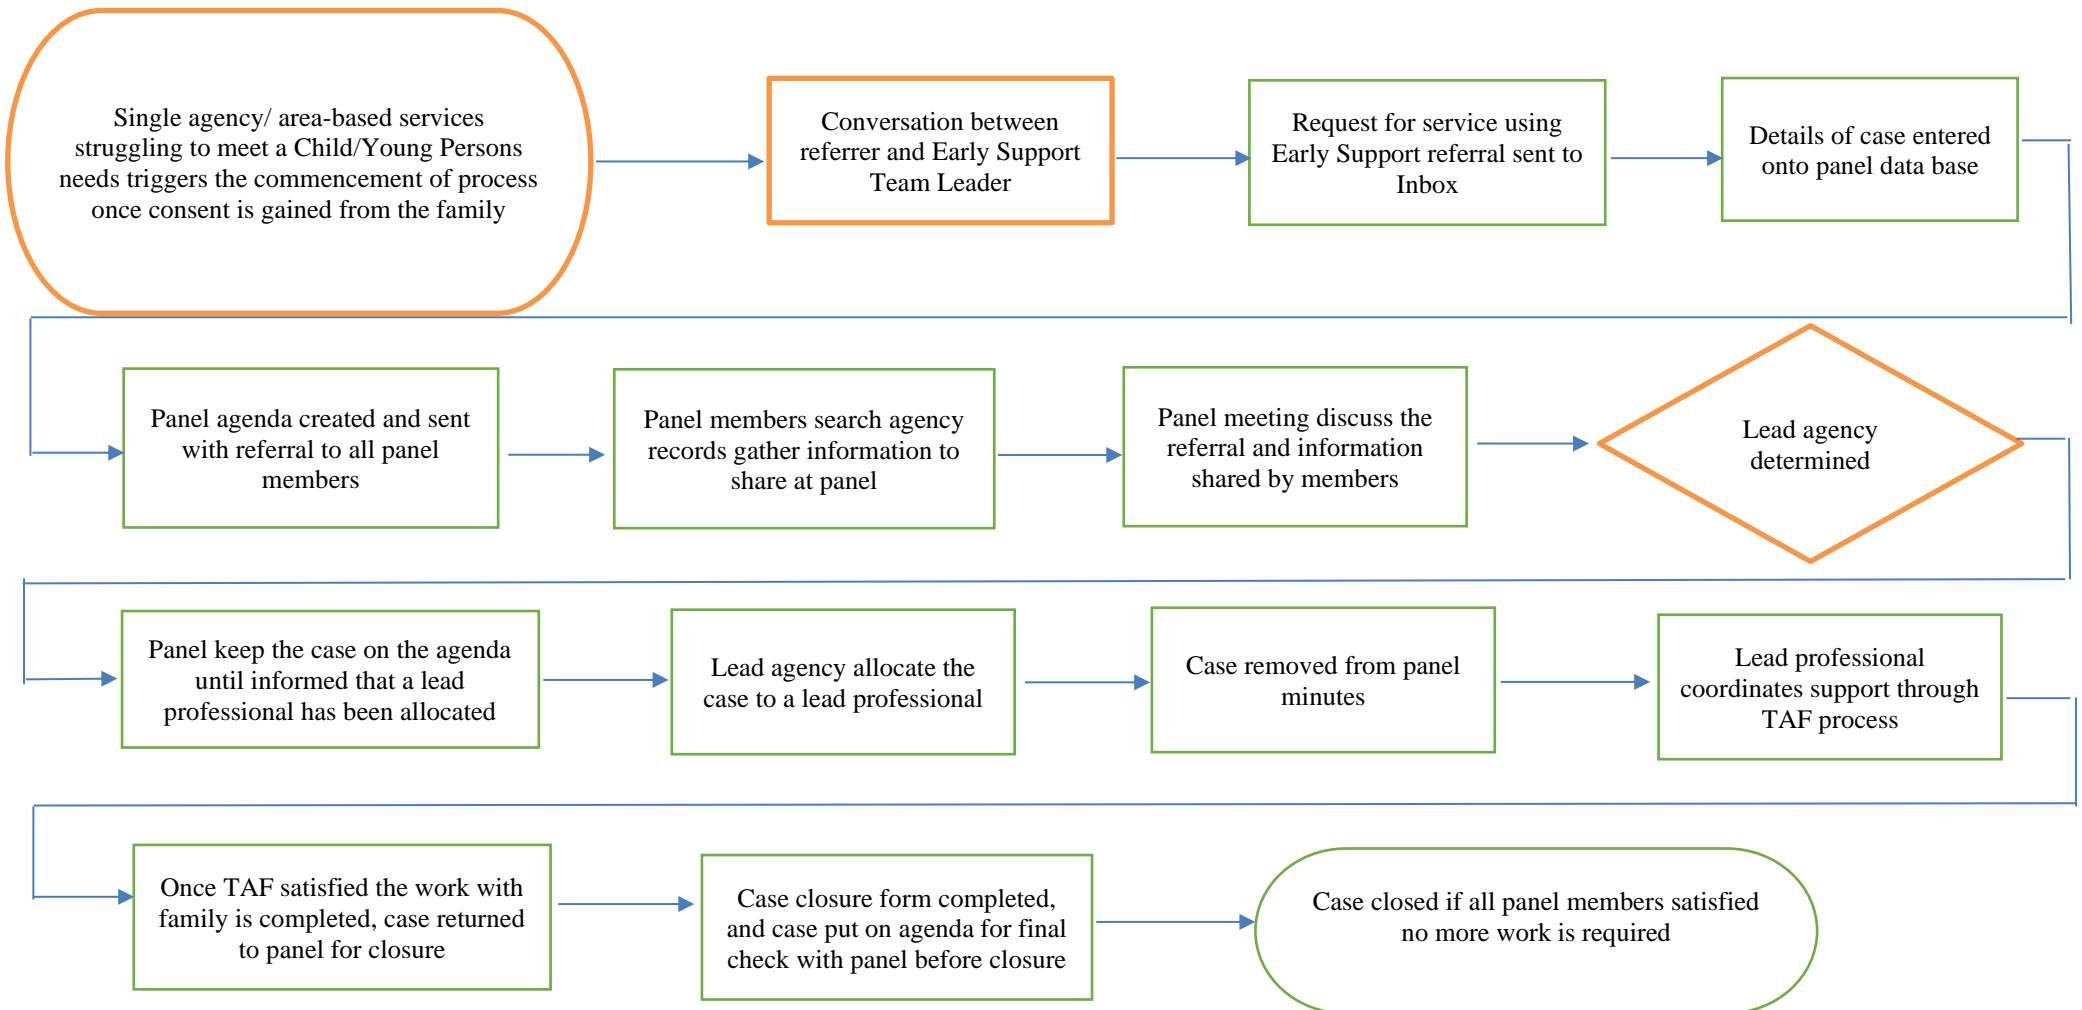 Single agency/ area-based services
struggling to meet a Child/Young Persons
needs triggers the commencement of process
once consent is gained from the family
Conversation between
referrer and Early Support
Team Leader
Request for service using
Early Support referral sent to
Inbox
Details of case entered
onto panel data base
Panel agenda created and sent
with referral to all panel
members
Panel members search agency
records gather information to
share at panel
Panel meeting discuss the
referral and information
shared by members
Lead agency
determined
Panel keep the case on the agenda
until informed that a lead
professional has been allocated
Lead agency allocate the
case to a lead professional
Case removed from panel
minutes
Lead professional
coordinates support through
TAF process
Once TAF satisfied the work with
family is completed, case returned
to panel for closure
Case closure form completed,
and case put on agenda for final
check with panel before closure
Case closed if all panel members satisfied
no more work is required